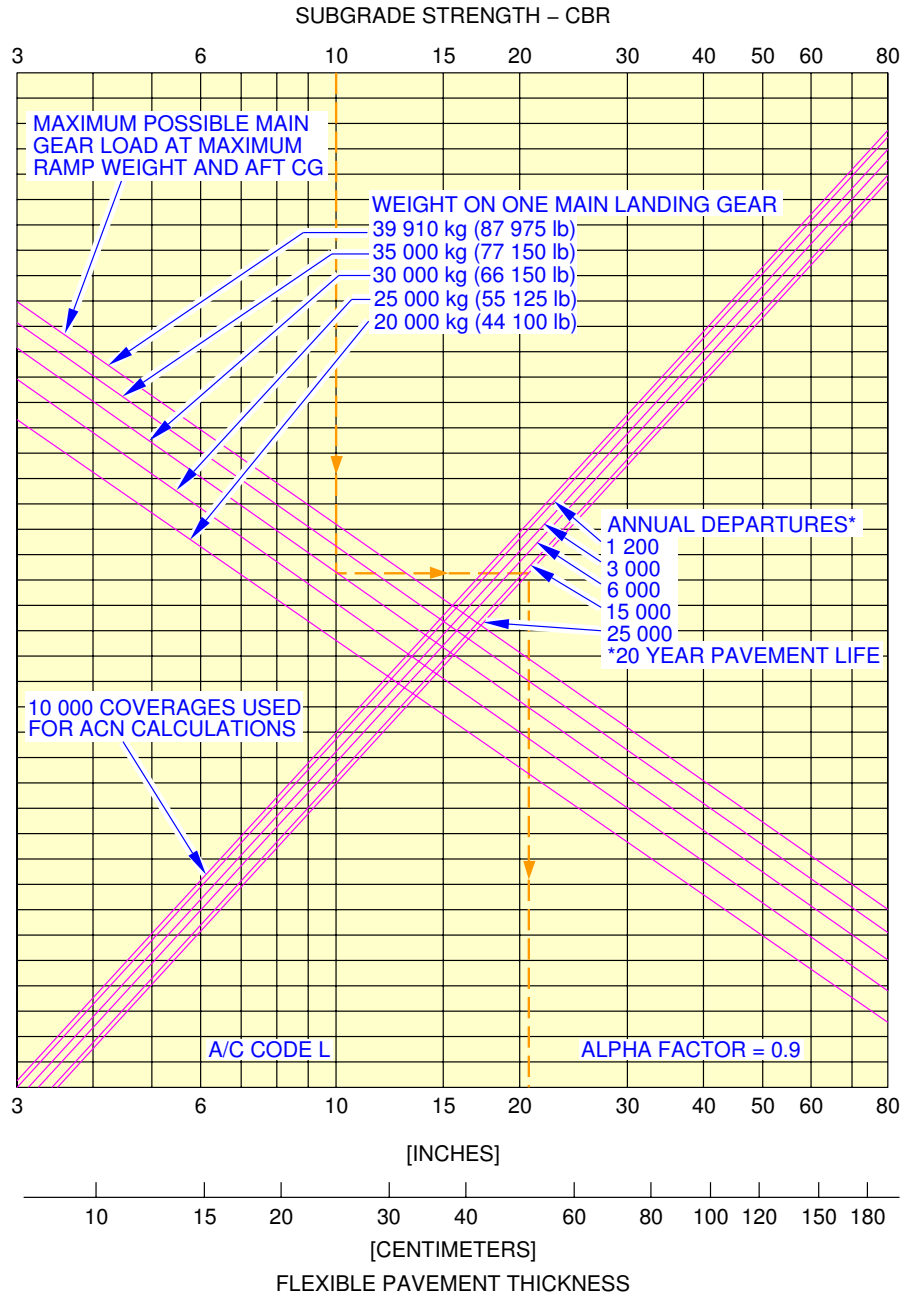 SUBGRADE STRENGTH – CBR
3 6 10 15 20 30 40 50 60 80
MAXIMUM POSSIBLE MAIN
GEAR LOAD AT MAXIMUM
RAMP WEIGHT AND AFT CG
WEIGHT ON ONE MAIN LANDING GEAR
39 910 kg (87 975 lb)
35 000 kg (77 150 lb)
30 000 kg (66 150 lb)
25 000 kg (55 125 lb)
20 000 kg (44 100 lb)
ANNUAL DEPARTURES*
1 200
3 000
6 000
15 000
25 000
*20 YEAR PAVEMENT LIFE
10 000 COVERAGES USED
FOR ACN CALCULATIONS
A/C CODE L
ALPHA FACTOR = 0.9
3 6 10 15 20 30 40 50 60 80
[INCHES]
10 15 20 30 40 60 80 100 120 150 180
[CENTIMETERS]
FLEXIBLE PAVEMENT THICKNESS